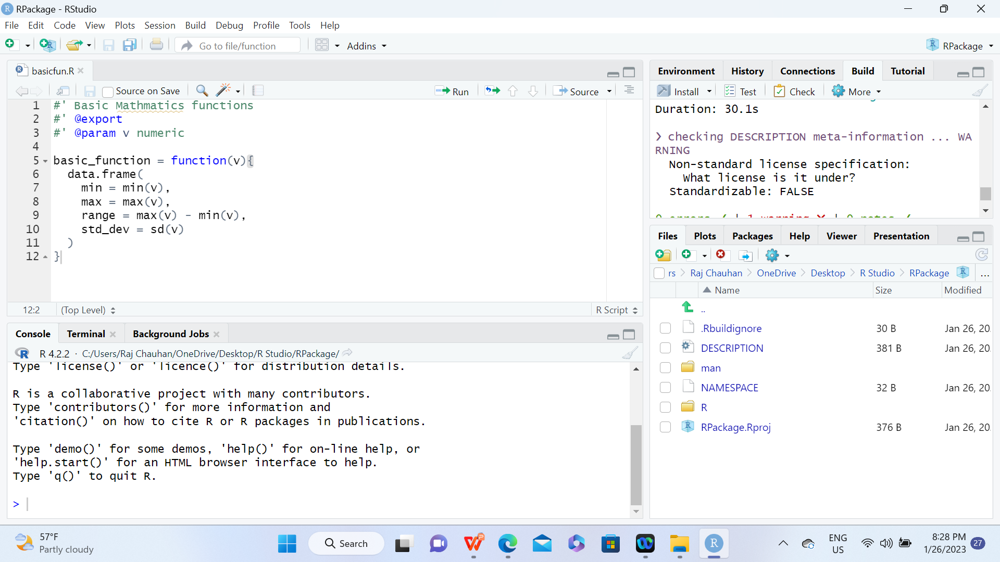 RPackage - RStudio
File Edit Code View Plots Session Build Debug Profile Tools Help
Go to file/function Addins RPackage
basicfun.R
Source on Save Run Source
1 #' Basic Mathmatics functions
2 #' @export
3 #' @param v numeric
4
5 basic_function = function(v){
6 data.frame(
7 min = min(v),
8 max = max(v),
9 range = max(v) - min(v),
10 std_dev = sd(v)
11 )
12 }
12:2 (Top Level) R Script
Console Terminal Background Jobs
R 4.2.2 · C:/Users/Raj Chauhan/OneDrive/Desktop/R Studio/RPackage/
Type 'license()' or 'licence()' for distribution details.
R is a collaborative project with many contributors.
Type 'contributors()' for more information and
'citation()' on how to cite R or R packages in publications.
Type 'demo()' for some demos, 'help()' for on-line help, or
'help.start()' for an HTML browser interface to help.
Type 'q()' to quit R.
>
Environment History Connections Build Tutorial
Install Test Check More
Duration: 30.1s
❯ checking DESCRIPTION meta-information ... WA
RNING
Non-standard license specification:
What license is it under?
Standardizable: FALSE
0 errors ✓ | 1 warning ✖ | 0 notes ✓
Files Plots Packages Help Viewer Presentation
rs Raj Chauhan OneDrive Desktop R Studio RPackage ...
Name Size Modified
..
.Rbuildignore 30 B Jan 26, 20
DESCRIPTION 381 B Jan 26, 20
man
NAMESPACE 32 B Jan 26, 20
R
RPackage.Rproj 376 B Jan 26, 20
57°F
Partly cloudy
Search
ENG
US
8:28 PM
1/26/2023
27